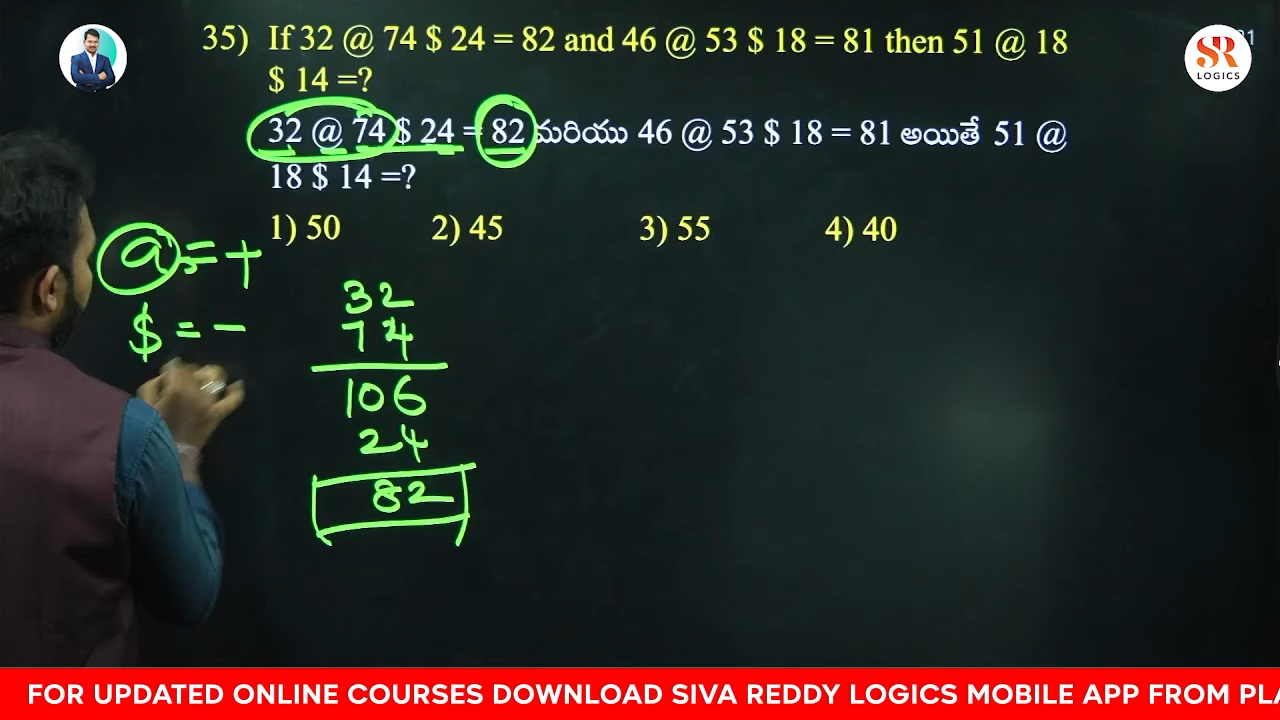 35) If 32 @ 74 $ 24 = 82 and 46 @ 53 $ 18 = 81 then 51 @ 18
$ 14 =?
32 @ 74 $ 24 = 82 మరియు 46 @ 53 $ 18 = 81 అయితే 51 @
18 $ 14 =?
1) 50 2) 45 3) 55 4) 40
@ = +
$ = −
32
74
106
24
82
SR
LOGICS
FOR UPDATED ONLINE COURSES DOWNLOAD SIVA REDDY LOGICS MOBILE APP FROM